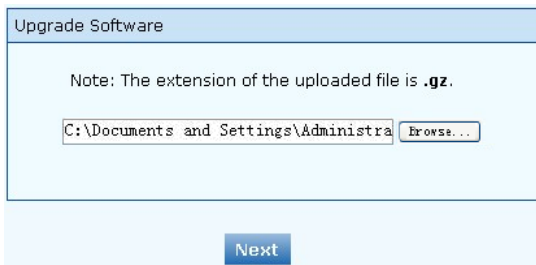 Upgrade Software
Note: The extension of the uploaded file is .gz.
C:\Documents and Settings\Administra Browse...
Next